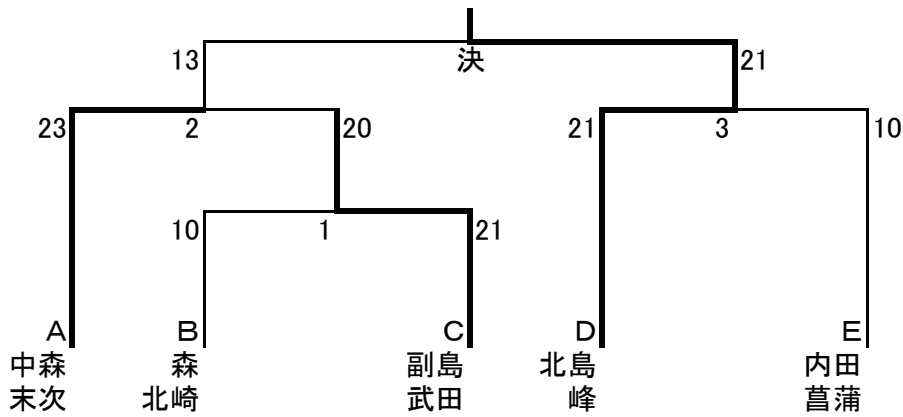 13 決 21
23 2 20 21 3 10
10 1 21
A B C D E
中森 森 副島 北島 内田
末次 北崎 武田 峰 菖蒲